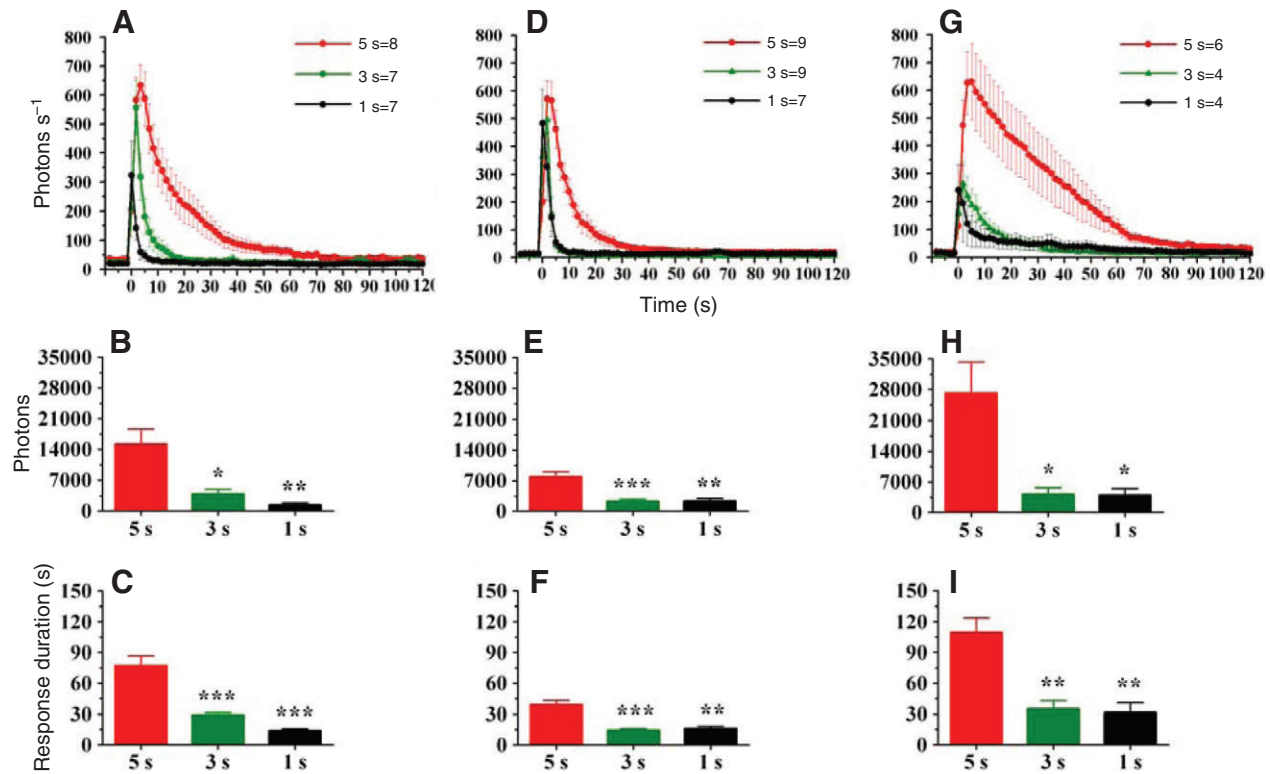 A
5 s=8
3 s=7
1 s=7
Photons s–1
800
700
600
500
400
300
200
100
0
0 10 20 30 40 50 60 70 80 90 100 120
D
5 s=9
3 s=9
1 s=7
800
700
600
500
400
300
200
100
0
0 10 20 30 40 50 60 70 80 90 100 120
G
5 s=6
3 s=4
1 s=4
800
700
600
500
400
300
200
100
0
0 10 20 30 40 50 60 70 80 90 100 120
Time (s)
B
Photons
35000
28000
21000
14000
7000
0
*
**
5 s 3 s 1 s
E
35000
28000
21000
14000
7000
0
***
**
5 s 3 s 1 s
H
35000
28000
21000
14000
7000
0
*
*
5 s 3 s 1 s
C
Response duration (s)
150
120
90
60
30
0
***
***
5 s 3 s 1 s
F
150
120
90
60
30
0
***
**
5 s 3 s 1 s
I
150
120
90
60
30
0
**
**
5 s 3 s 1 s